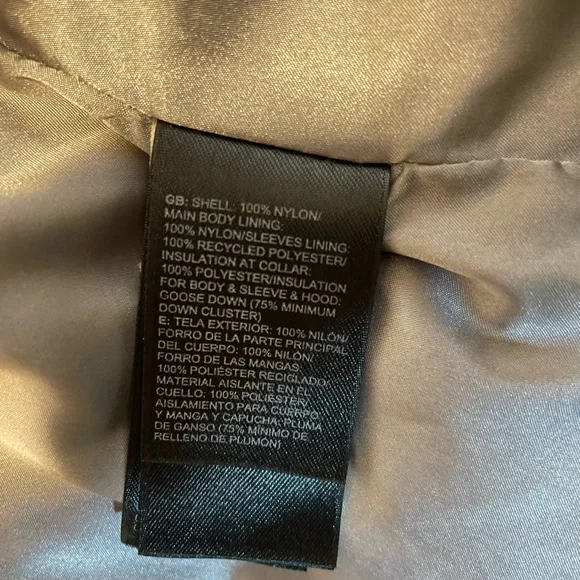 GB: SHELL: 100% NYLON/
MAIN BODY LINING:
100% NYLON/SLEEVES LINING:
100% RECYCLED POLYESTER/
INSULATION AT COLLAR:
100% POLYESTER/INSULATION
FOR BODY & SLEEVE & HOOD:
GOOSE DOWN (75% MINIMUM
DOWN CLUSTER)
E: TELA EXTERIOR: 100% NILÓN/
FORRO DE LA PARTE PRINCIPAL
DEL CUERPO: 100% NILÓN/
FORRO DE LAS MANGAS:
100% POLIÉSTER RECICLADO/
MATERIAL AISLANTE EN EL
CUELLO: 100% POLIÉSTER/
AISLAMIENTO PARA CUERPO
Y MANGA Y CAPUCHA: PLUMA
DE GANSO (75% MÍNIMO DE
RELLENO DE PLUMÓN)